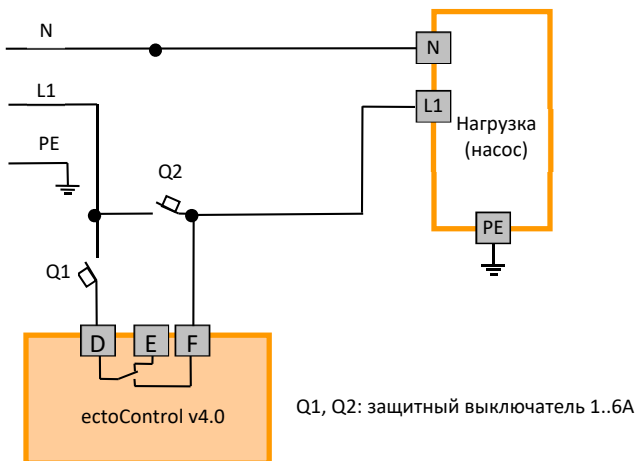 N
N
L1
L1
Нагрузка
(насос)
PE
Q2
PE
Q1
D E F
ectoControl v4.0
Q1, Q2: защитный выключатель 1..6А